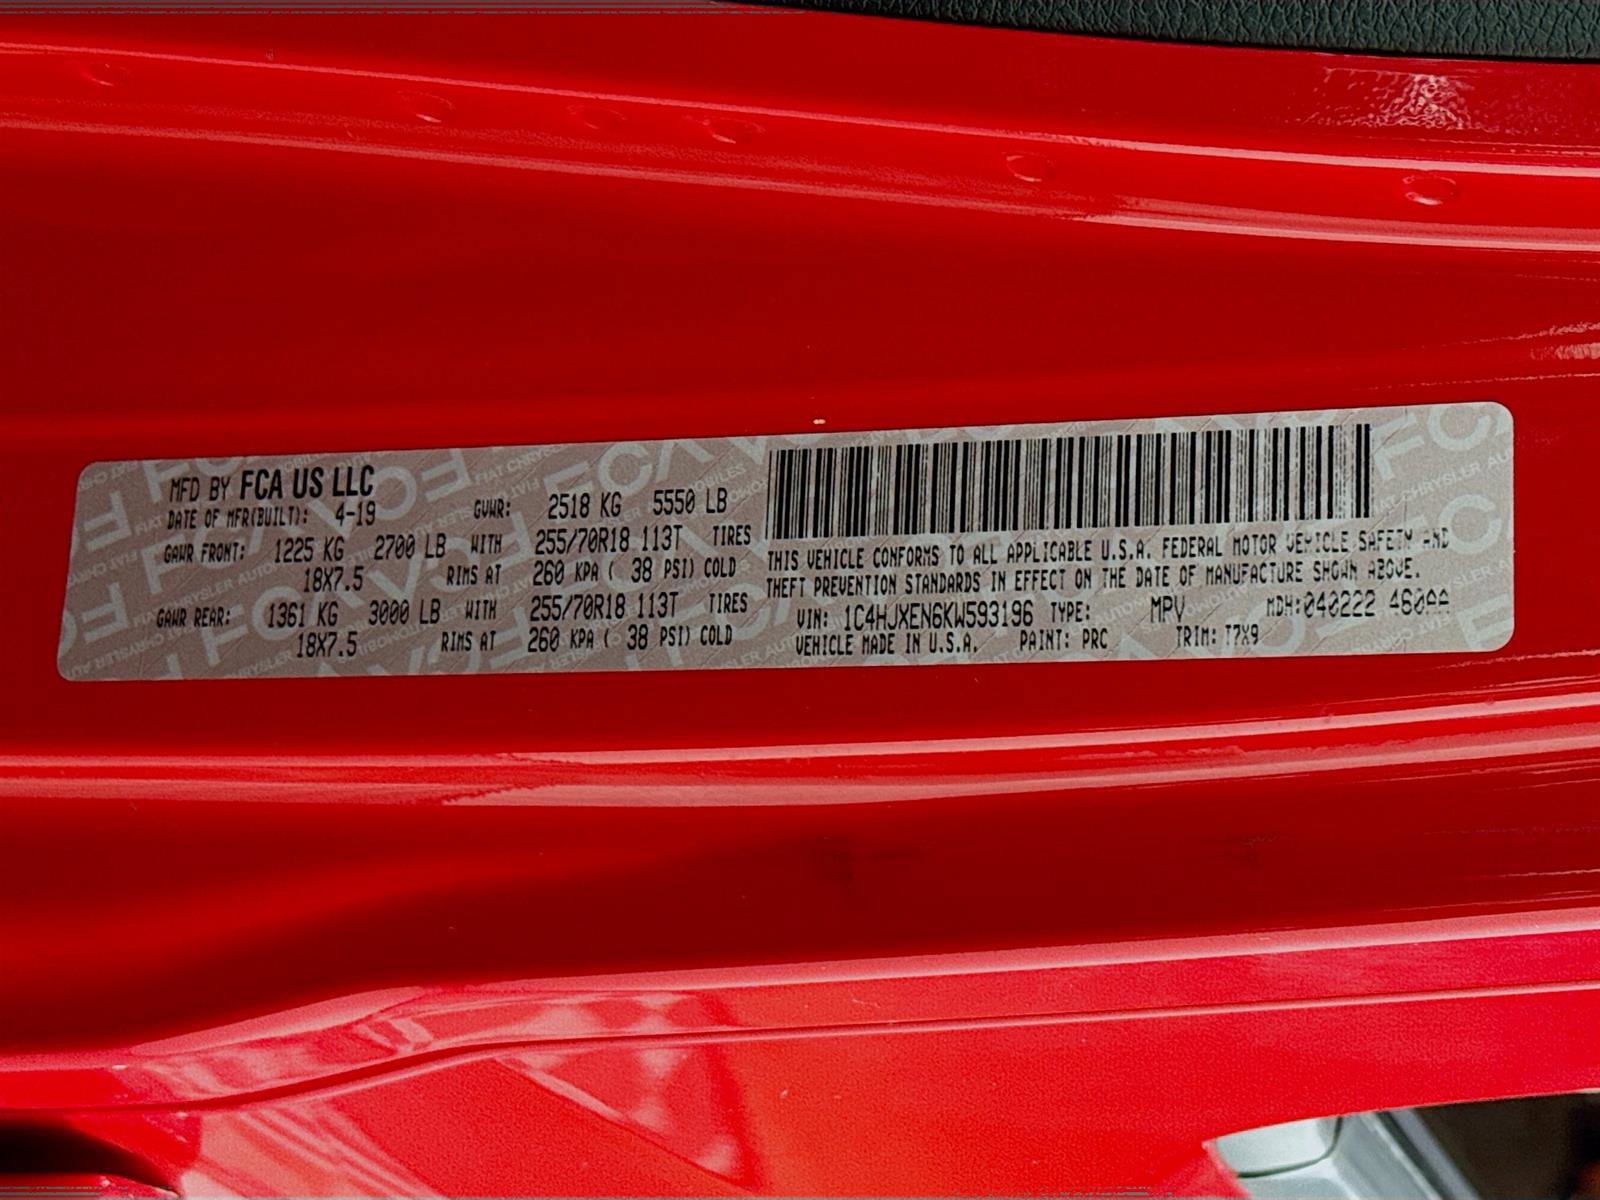 MFD BY FCA US LLC
DATE OF MFR(BUILT): 4-19 GVWR: 2518 KG 5550 LB
GAWR FRONT: 1225 KG 2700 LB WITH 255/70R18 113T TIRES
18X7.5 RIMS AT 260 KPA ( 38 PSI) COLD
GAWR REAR: 1361 KG 3000 LB WITH 255/70R18 113T TIRES
18X7.5 RIMS AT 260 KPA ( 38 PSI) COLD
THIS VEHICLE CONFORMS TO ALL APPLICABLE U.S.A. FEDERAL MOTOR VEHICLE SAFETY AND
THEFT PREVENTION STANDARDS IN EFFECT ON THE DATE OF MANUFACTURE SHOWN ABOVE.
VIN: 1C4HJXEN6KW593196 TYPE: MPV MDH:040222
VEHICLE MADE IN U.S.A. PAINT: PRC TRIM: T7X9